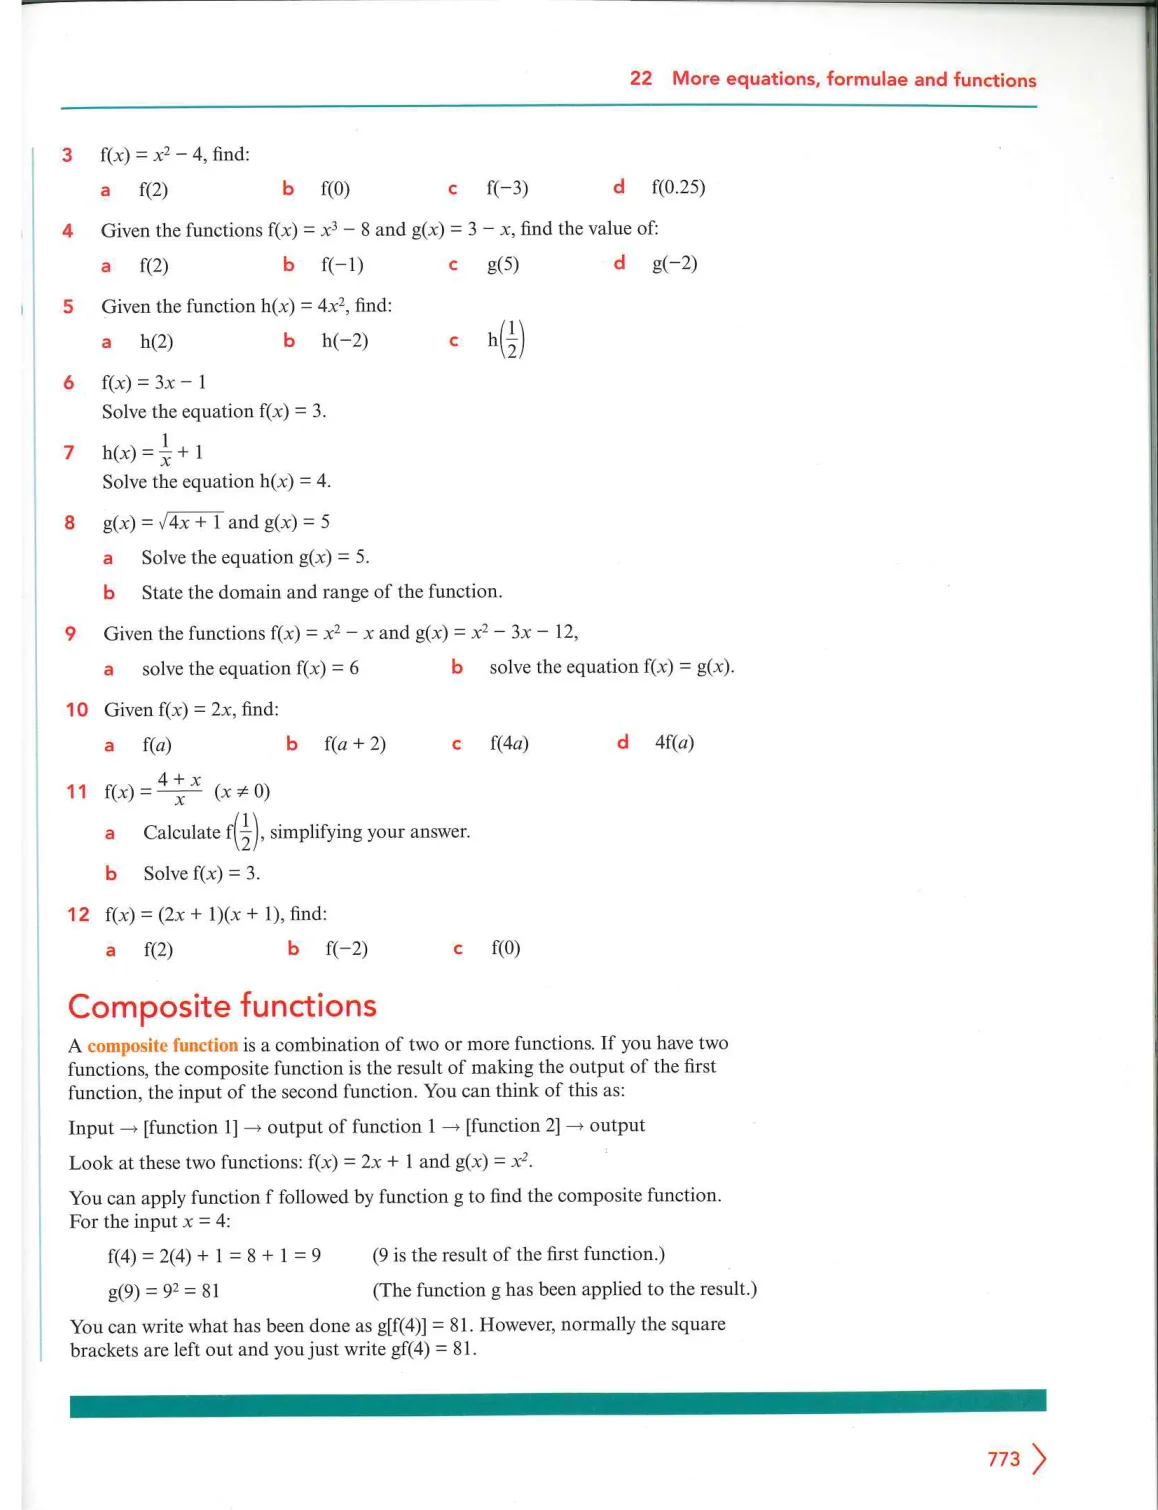 22 More equations, formulae and functions
3 f(x) = x² − 4, find:
a f(2) b f(0) c f(−3) d f(0.25)
4 Given the functions f(x) = x³ − 8 and g(x) = 3 − x, find the value of:
a f(2) b f(−1) c g(5) d g(−2)
5 Given the function h(x) = 4x², find:
a h(2) b h(−2) c h(1/2)
6 f(x) = 3x − 1
Solve the equation f(x) = 3.
7 h(x) = 1/x + 1
Solve the equation h(x) = 4.
8 g(x) = √(4x + 1) and g(x) = 5
a Solve the equation g(x) = 5.
b State the domain and range of the function.
9 Given the functions f(x) = x² − x and g(x) = x² − 3x − 12,
a solve the equation f(x) = 6 b solve the equation f(x) = g(x).
10 Given f(x) = 2x, find:
a f(a) b f(a + 2) c f(4a) d 4f(a)
11 f(x) = (4 + x)/x (x ≠ 0)
a Calculate f(1/2), simplifying your answer.
b Solve f(x) = 3.
12 f(x) = (2x + 1)(x + 1), find:
a f(2) b f(−2) c f(0)
Composite functions
A composite function is a combination of two or more functions. If you have two
functions, the composite function is the result of making the output of the first
function, the input of the second function. You can think of this as:
Input → [function 1] → output of function 1 → [function 2] → output
Look at these two functions: f(x) = 2x + 1 and g(x) = x².
You can apply function f followed by function g to find the composite function.
For the input x = 4:
f(4) = 2(4) + 1 = 8 + 1 = 9 (9 is the result of the first function.)
g(9) = 9² = 81 (The function g has been applied to the result.)
You can write what has been done as g[f(4)] = 81. However, normally the square
brackets are left out and you just write gf(4) = 81.
773